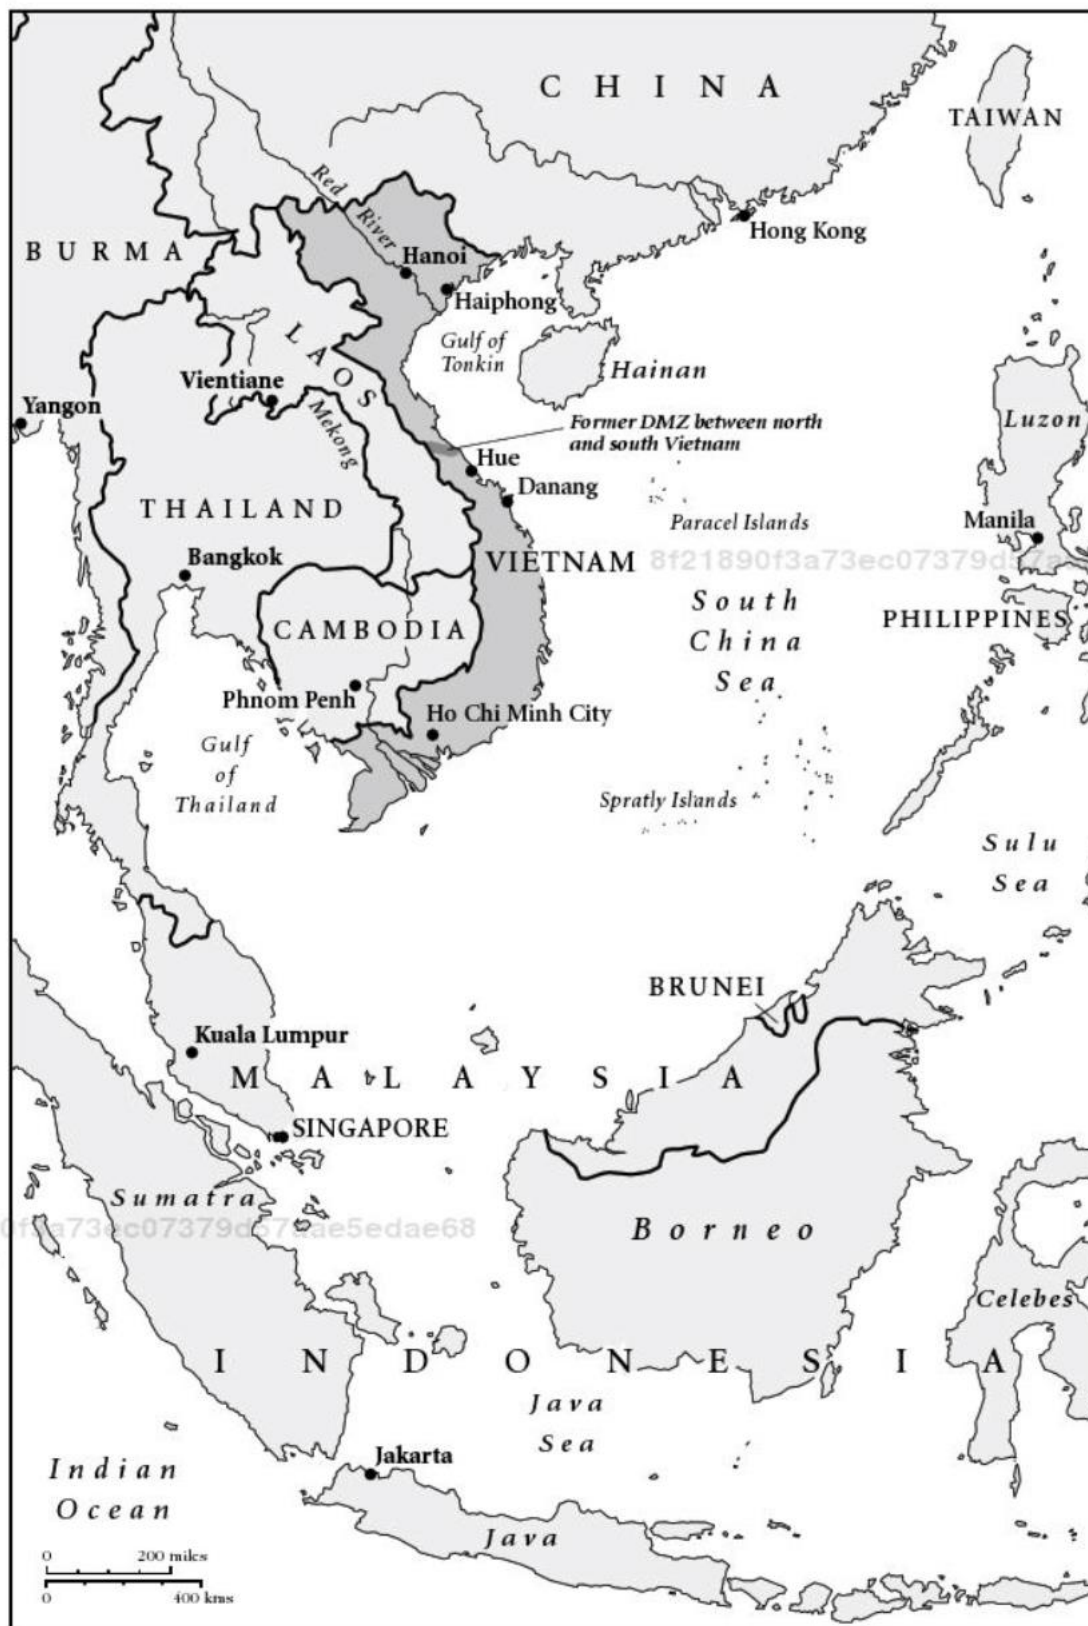 CHINA
TAIWAN
Red
River
Hong Kong
BURMA
Hanoi
Haiphong
LAOS
Gulf of
Tonkin
Hainan
Vientiane
Yangon
Mekong
Former DMZ between north
and south Vietnam
Luzon
Hue
Danang
THAILAND
Paracel Islands
Manila
Bangkok
VIETNAM
South
China
Sea
PHILIPPINES
CAMBODIA
Phnom Penh
Ho Chi Minh City
Gulf
of
Thailand
Spratly Islands
Sulu
Sea
BRUNEI
Kuala Lumpur
MALAYSIA
SINGAPORE
Sumatra
Borneo
Celebes
INDONESIA
Java
Sea
Jakarta
Indian
Ocean
Java
0 200 miles
0 400 kms